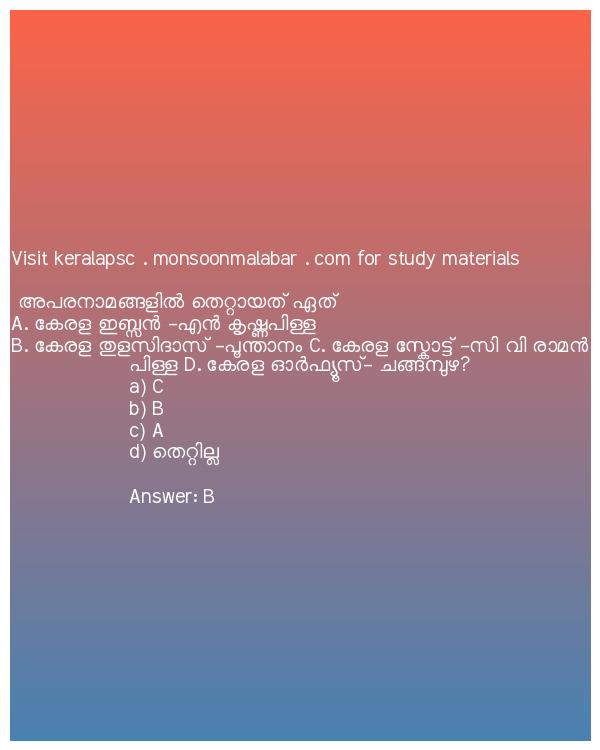 Visit keralapsc . monsoonmalabar . com for study materials
അപരനാമങ്ങളിൽ തെറ്റായത് ഏത്
A. കേരള ഇബ്സൻ -എൻ കൃഷ്ണപിള്ള
B. കേരള തുളസിദാസ് -പൂന്താനം C. കേരള സ്കോട്ട് -സി വി രാമൻ
പിള്ള D. കേരള ഓർഫ്യൂസ്- ചങ്ങമ്പുഴ?
a) C
b) B
c) A
d) തെറ്റില്ല
Answer: B